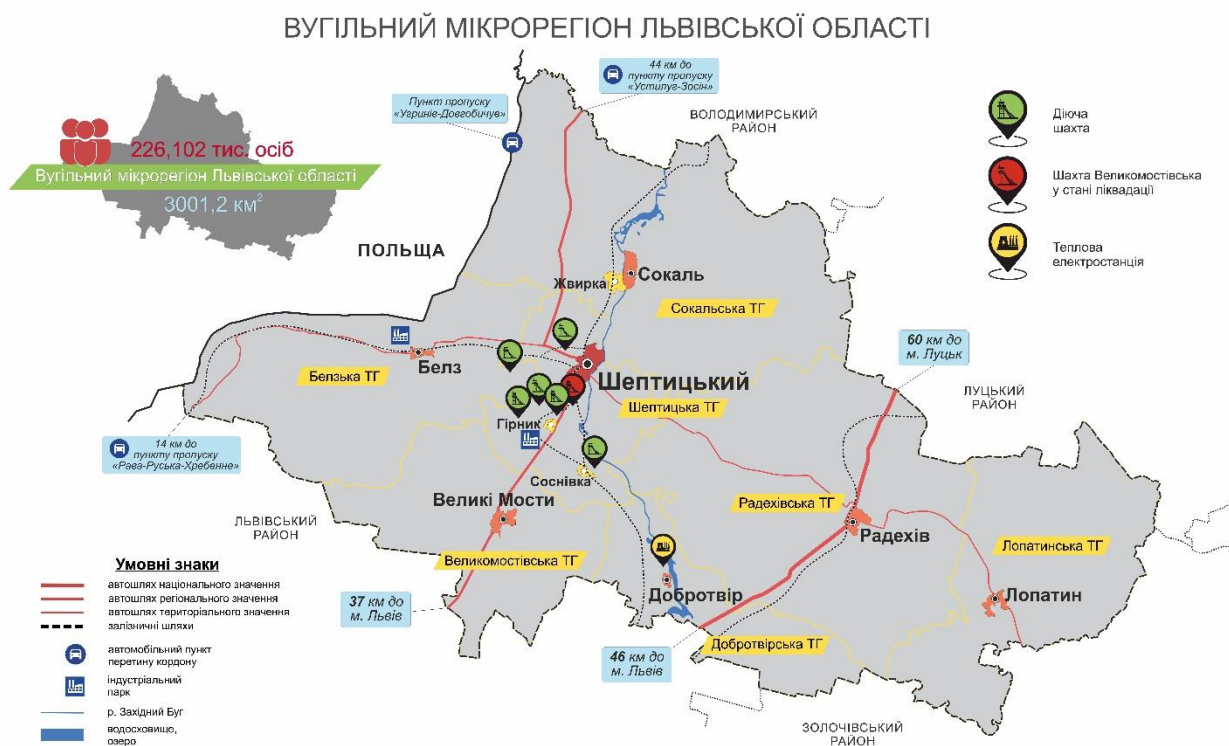 ВУГІЛЬНИЙ МІКРОРЕГІОН ЛЬВІВСЬКОЇ ОБЛАСТІ
226,102 тис. осіб
Вугільний мікрорегіон Львівської області
3001,2 км²
44 км до
пункту пропуску
«Устилуг-Зосін»
Пункт пропуску
«Угринів-Довгобичув»
ВОЛОДИМИРСЬКИЙ
РАЙОН
Діюча
шахта
Шахта Великомостівська
у стані ліквадації
Теплова
електростанція
ПОЛЬЩА
Жвирка
Сокаль
Сокальська ТГ
60 км до
м. Луцьк
Белз
Белзька ТГ
Шептицький
Шептицька ТГ
ЛУЦЬКИЙ
РАЙОН
Гірник
14 км до
пункту пропуску
«Рава-Руська-Хребенне»
Соснівка
Великі Мости
Радехівська ТГ
Радехів
ЛЬВІВСЬКИЙ
РАЙОН
Великомостівська ТГ
Лопатинська ТГ
Добротвір
Лопатин
37 км до
м. Львів
46 км до
м. Львів
Добротвірська ТГ
ЗОЛОЧІВСЬКИЙ
РАЙОН
Умовні знаки
автошлях національного значення
автошлях регіонального значення
автошлях територіального значення
залізничні шляхи
автомобільний пункт
перетину кордону
індустріальний
парк
р. Західний Буг
водосховище,
озеро